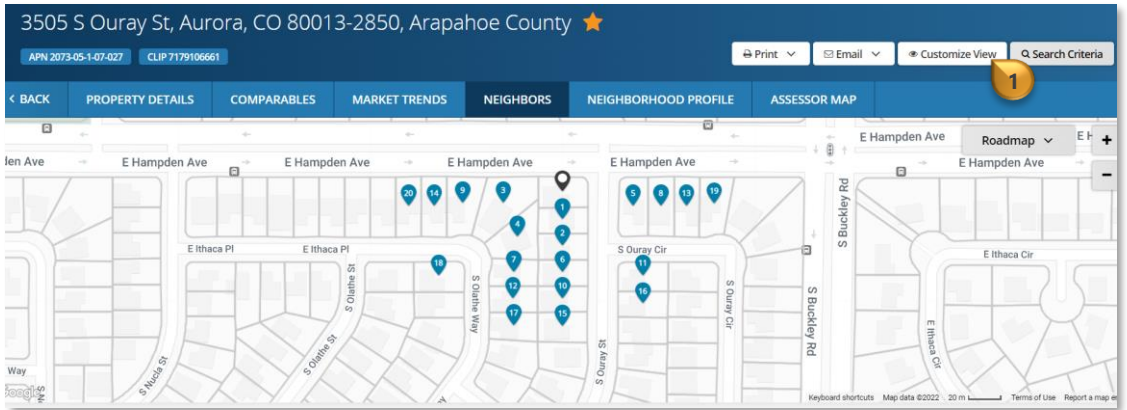 3505 S Ouray St, Aurora, CO 80013-2850, Arapahoe County
APN 2073-05-1-07-027 CLIP 7179106661
Print Email Customize View Search Criteria
1
< BACK PROPERTY DETAILS COMPARABLES MARKET TRENDS NEIGHBORS NEIGHBORHOOD PROFILE ASSESSOR MAP
E Hampden Ave Roadmap +
E Hampden Ave E Hampden Ave E Hampden Ave E Hampden Ave E Hampden Ave
−
20 14 9 3 5 8 13 19
1
S Buckley Rd
4
2
E Ithaca Pl E Ithaca Pl S Ouray Cir E Ithaca Cir
18 7 6 11
S Olathe St S Olathe Way S Ouray Cir S Buckley Rd
12 10 16
17 15
S Olathe St S Ouray St E Ithaca Cir
S Nucla St
Way
Google
Keyboard shortcuts Map data ©2022 20 m Terms of Use Report a map